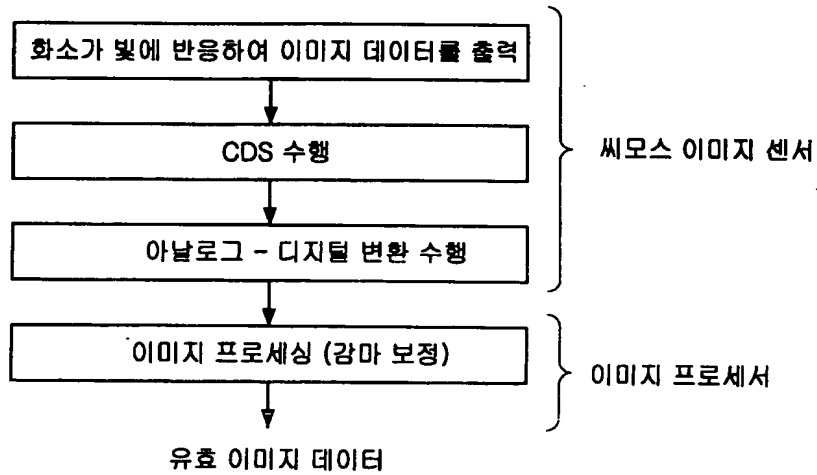 화소가 빛에 반응하여 이미지 데이터를 출력
CDS 수행
씨모스 이미지 센서
아날로그 - 디지털 변환 수행
이미지 프로세싱 (감마 보정)
이미지 프로세서
유효 이미지 데이터